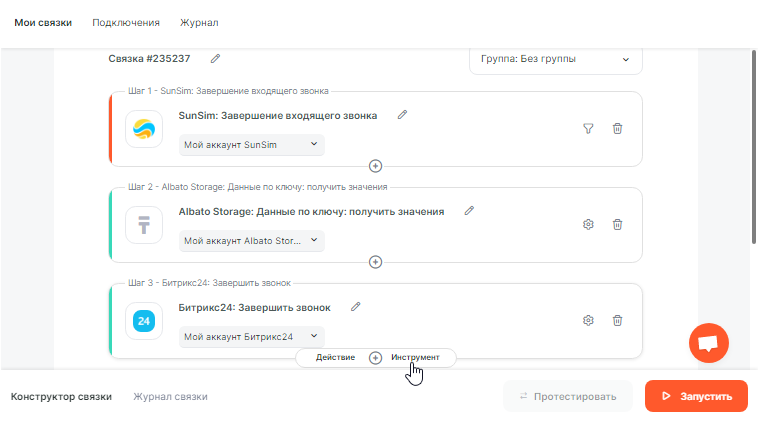 Мои связки Подключения Журнал
Связка #235237
Группа: Без группы
Шаг 1 - SunSim: Завершение входящего звонка
SunSim: Завершение входящего звонка
Мой аккаунт SunSim
Шаг 2 - Albato Storage: Данные по ключу: получить значения
Albato Storage: Данные по ключу: получить значения
Мой аккаунт Albato Stor...
Шаг 3 - Битрикс24: Завершить звонок
24
Битрикс24: Завершить звонок
Мой аккаунт Битрикс24
Действие Инструмент
Конструктор связки Журнал связки Протестировать Запустить